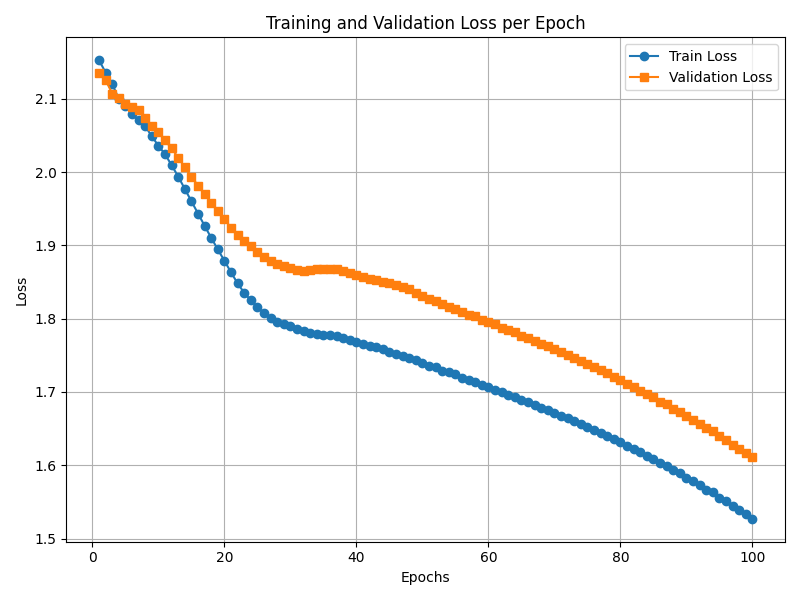 Training and Validation Loss per Epoch
Train Loss
Validation Loss
2.1
2.0
1.9
1.8
1.7
1.6
1.5
Loss
0 20 40 60 80 100
Epochs